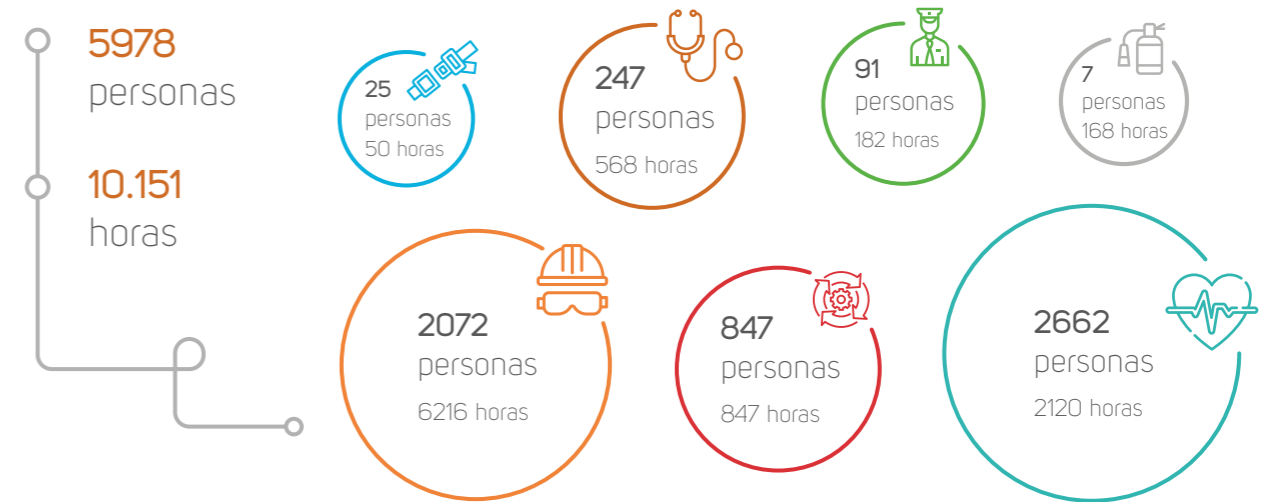 5978
personas
10.151
horas
25
personas
50 horas
247
personas
568 horas
91
personas
182 horas
7
personas
168 horas
2072
personas
6216 horas
847
personas
847 horas
2662
personas
2120 horas